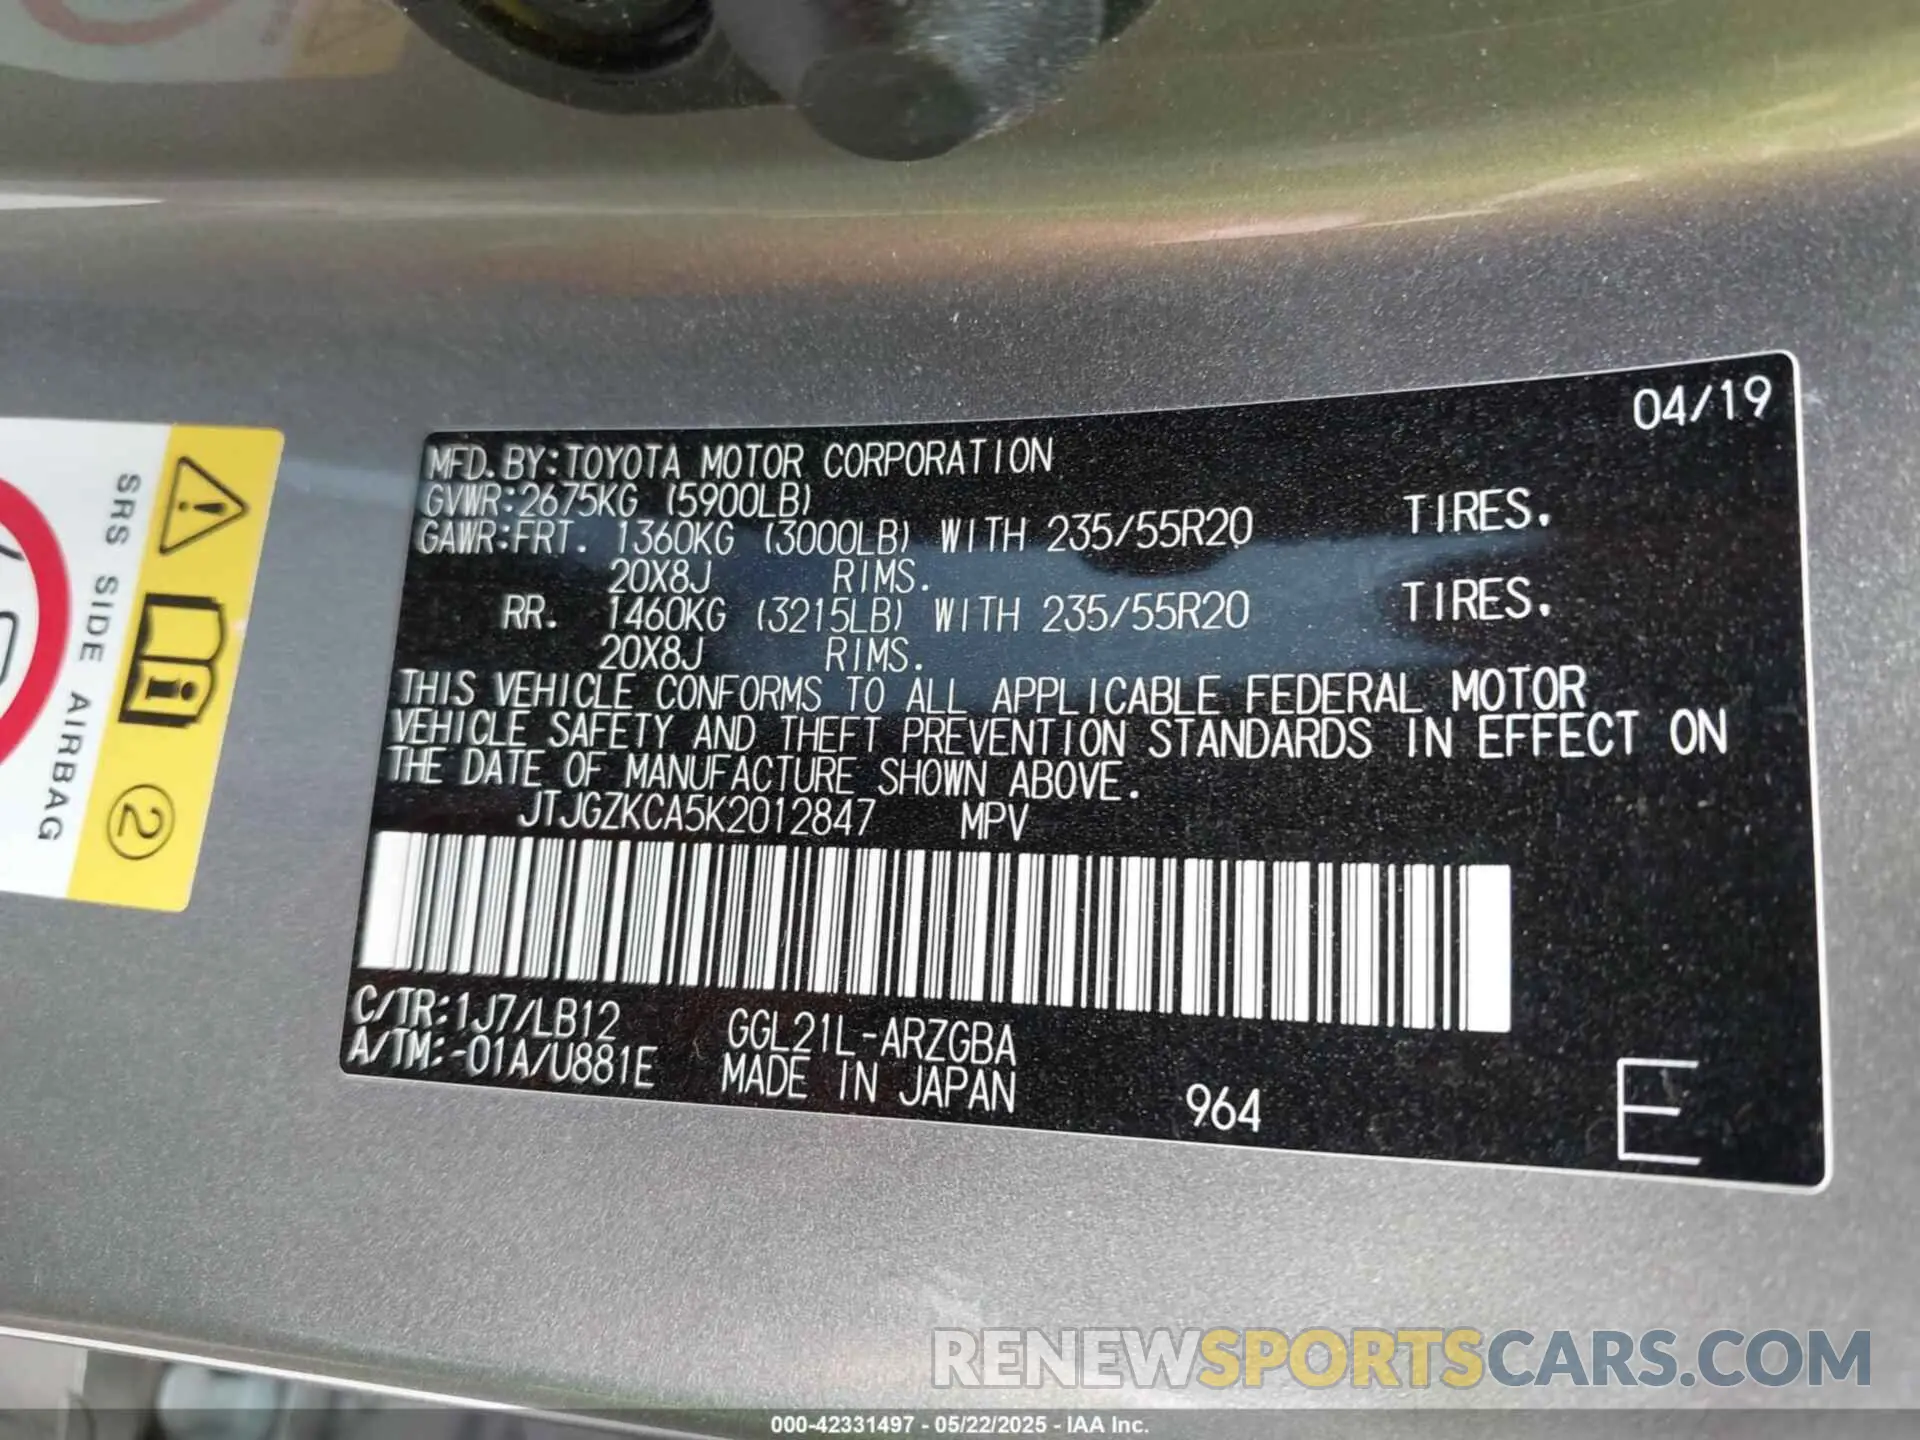 04/19
MFD. BY: TOYOTA MOTOR CORPORATION
GVWR: 2675KG (5900LB)
GAWR: FRT. 1360KG (3000LB) WITH 235/55R20 TIRES.
20X8J RIMS.
RR. 1460KG (3215LB) WITH 235/55R20 TIRES.
20X8J RIMS.
THIS VEHICLE CONFORMS TO ALL APPLICABLE FEDERAL MOTOR
VEHICLE SAFETY AND THEFT PREVENTION STANDARDS IN EFFECT ON
THE DATE OF MANUFACTURE SHOWN ABOVE.
JTJGZKCA5K2012847 MPV
C/TR: 1J7/LB12 GGL21L-ARZGBA
A/TM: -01A/U881E MADE IN JAPAN 964 E
SRS SIDE AIRBAG
2
RENEWSPORTSCARS.COM
000-42331497 - 05/22/2025 - IAA Inc.